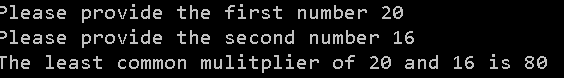 Please provide the first number 20
Please provide the second number 16
The least common mulitplier of 20 and 16 is 80